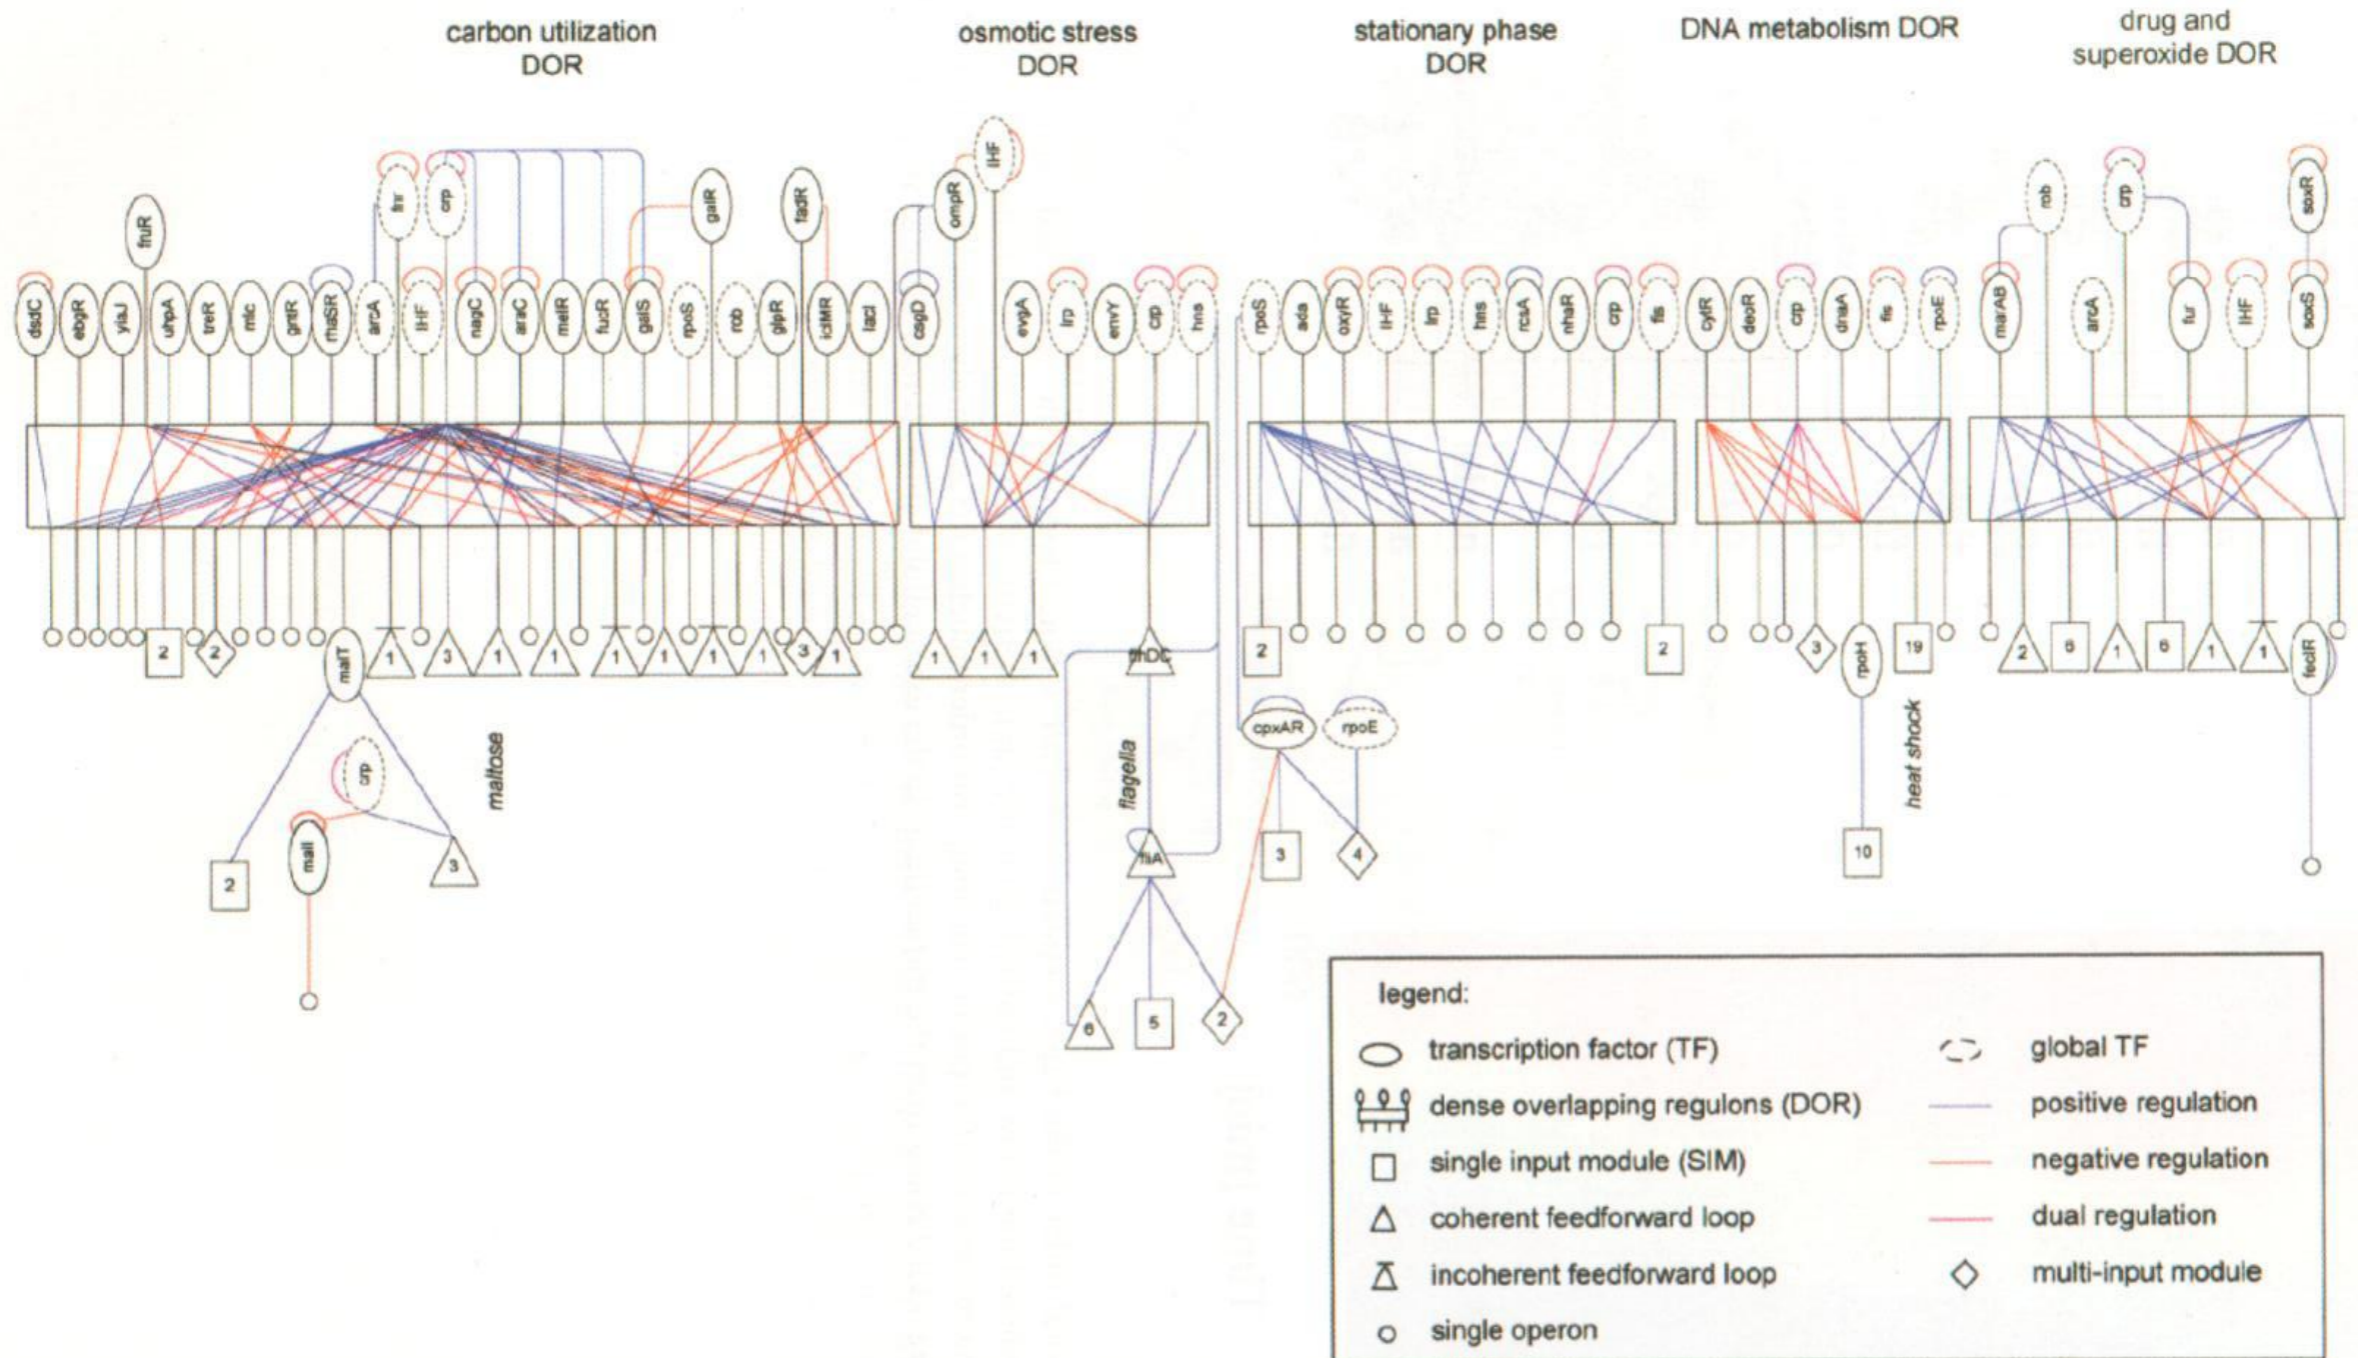 carbon utilization
DOR
osmotic stress
DOR
stationary phase
DOR
DNA metabolism DOR
drug and
superoxide DOR
fnr
crp
fruR
galR
fadR
ompR
IHF
rob
crp
soxR
dsdC
ebgR
yiaJ
uhpA
treR
mlc
gntR
rhaSR
arcA
IHF
nagC
araC
melR
fucR
galS
rpoS
rob
glpR
iclMR
lacI
csgD
evgA
lrp
envY
crp
hns
rpoS
ada
oxyR
IHF
lrp
hns
rcsA
nhaR
crp
fis
cytR
deoR
crp
dnaA
fis
rpoE
marAB
arcA
fur
IHF
soxS
2
2
malT
1
3
1
1
1
1
1
1
3
1
1
1
1
flhDC
2
2
3
rpoH
19
2
6
1
6
1
1
fecIR
crp
maltose
malI
2
3
flagella
fliA
6
5
2
cpxAR
rpoE
3
4
heat shock
10
legend:
transcription factor (TF)
global TF
dense overlapping regulons (DOR)
positive regulation
single input module (SIM)
negative regulation
coherent feedforward loop
dual regulation
incoherent feedforward loop
multi-input module
single operon